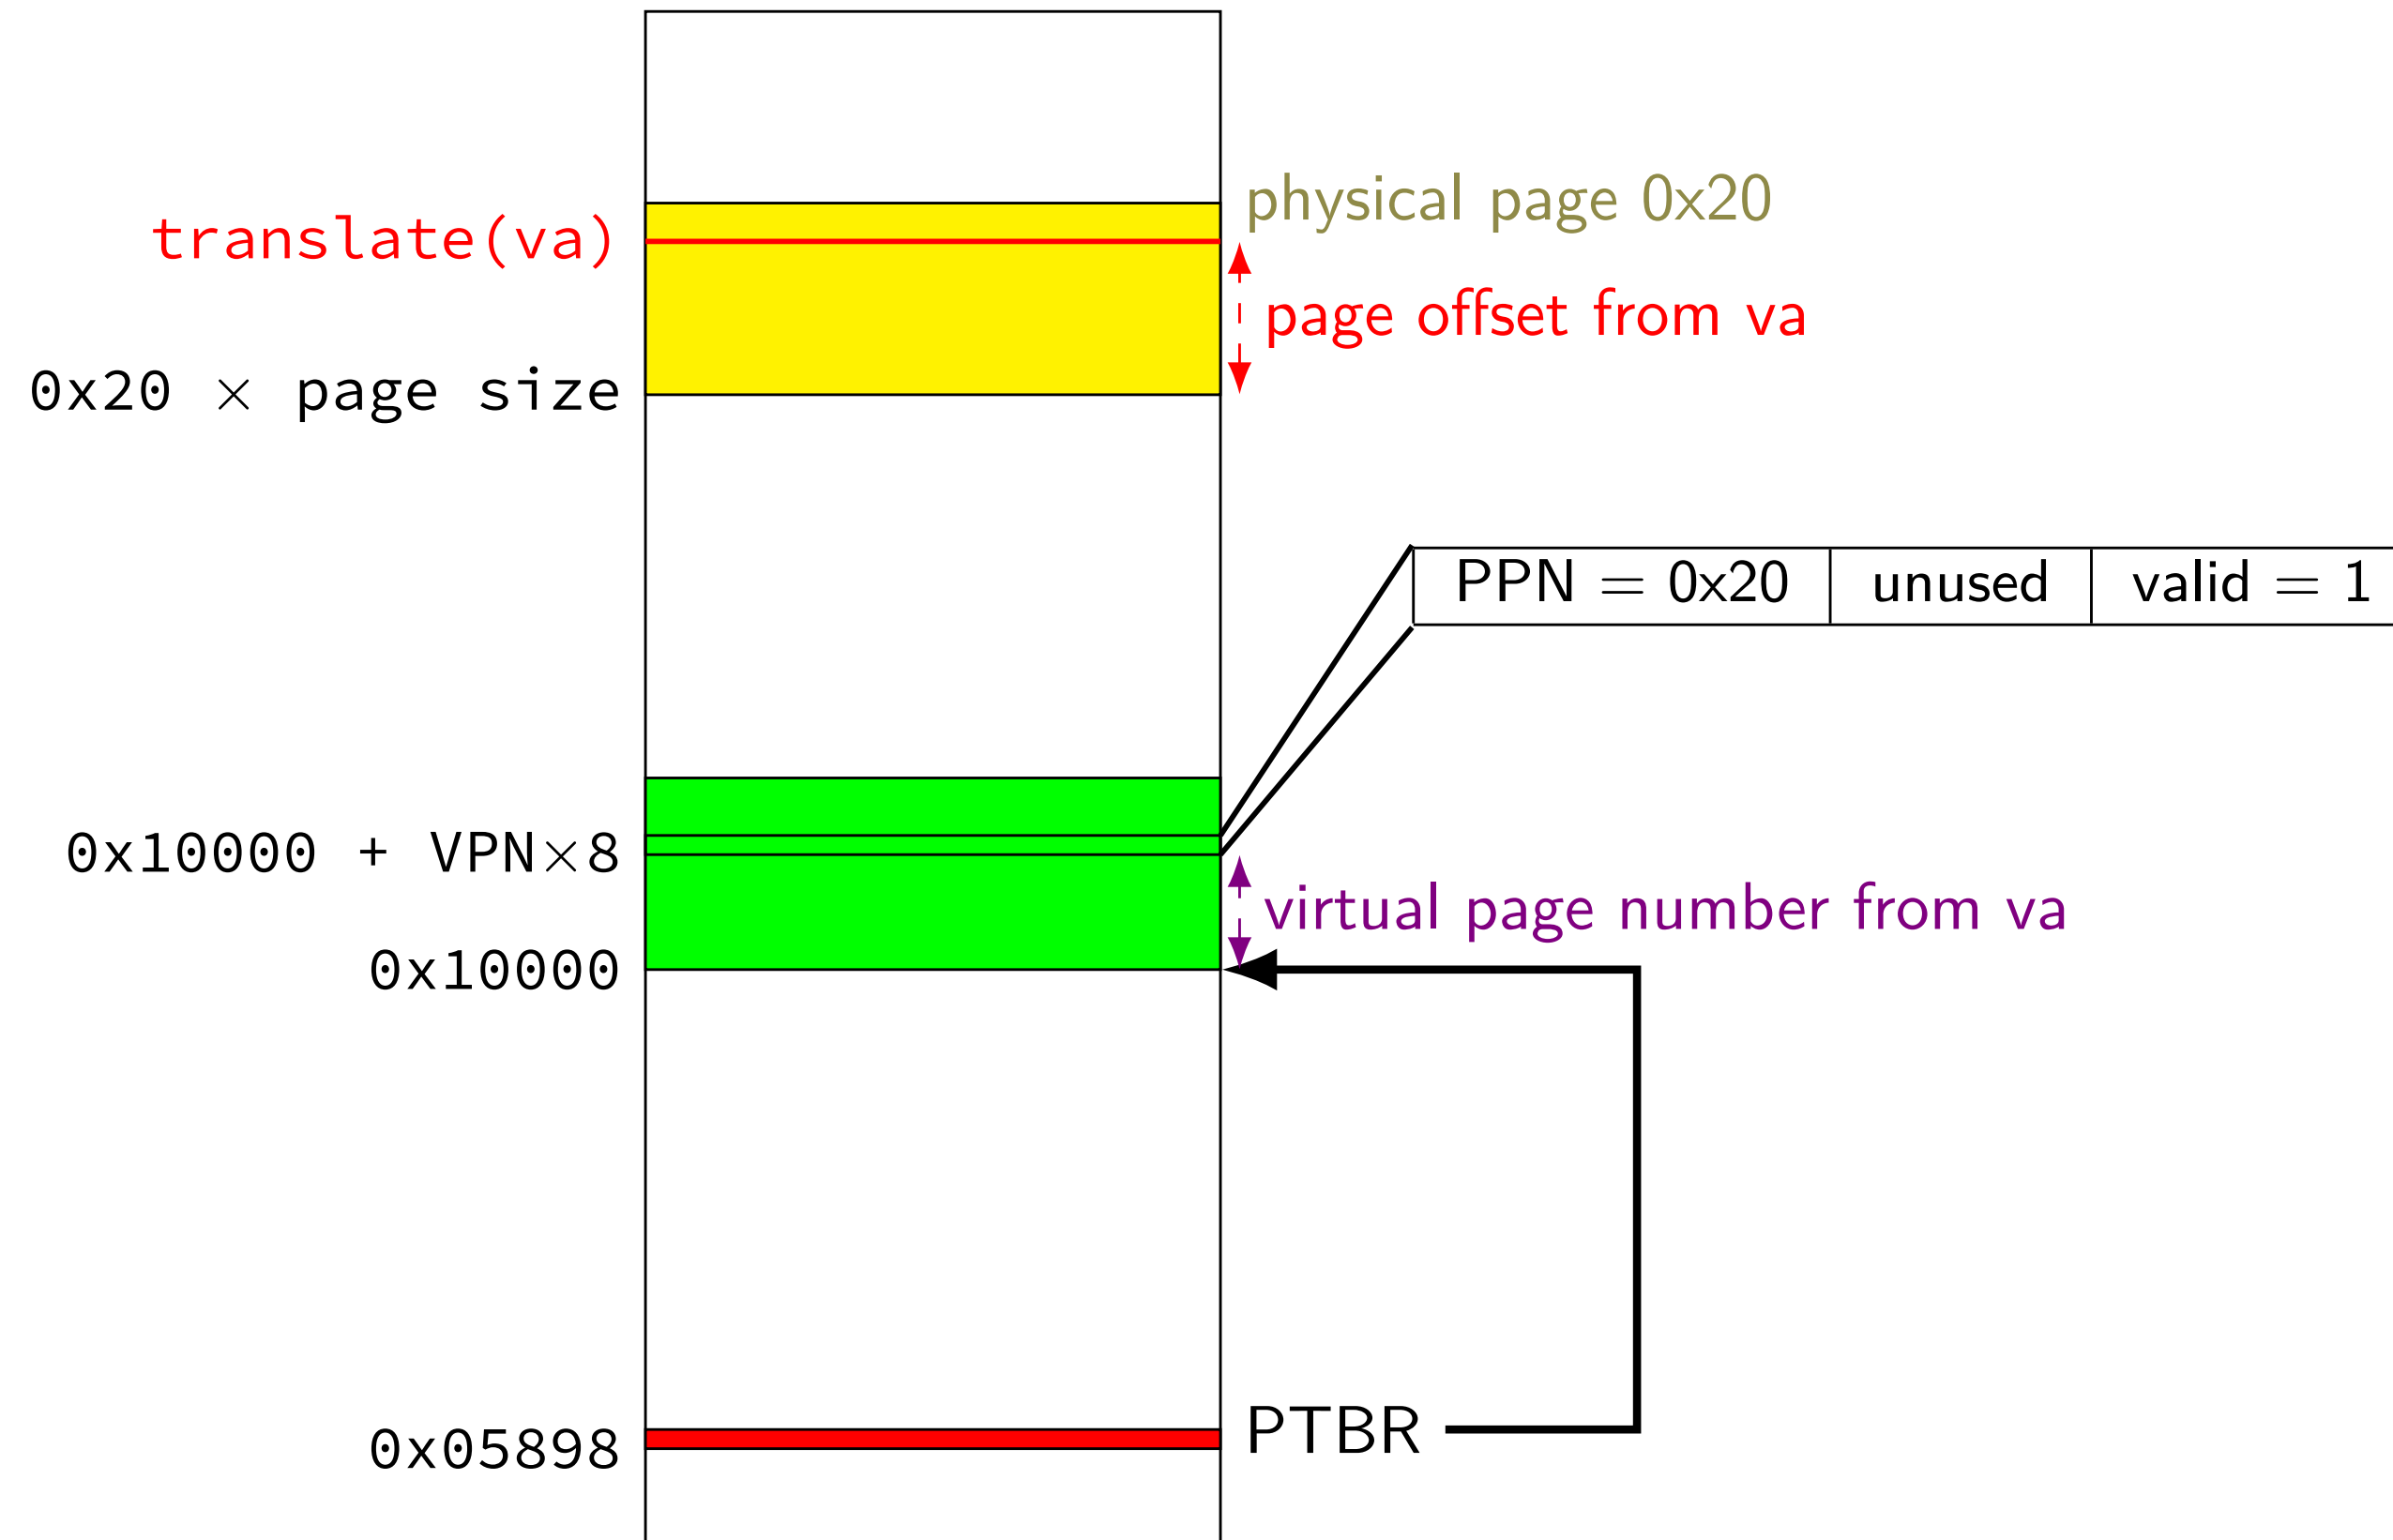 physical page 0x20
translate(va)
page offset from va
0x20 × page size
PPN = 0x20 unused valid = 1
0x10000 + VPN×8
virtual page number from va
0x10000
PTBR
0x05898